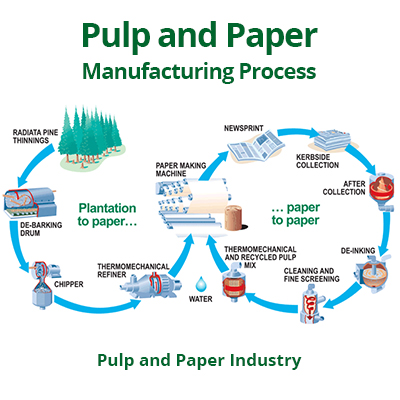 Pulp and Paper
Manufacturing Process
RADIATA PINE
THINNINGS
NEWSPRINT
KERBSIDE
COLLECTION
PAPER MAKING
MACHINE
AFTER
COLLECTION
Plantation
to paper...
... paper
to paper
DE-BARKING
DRUM
DE-INKING
THERMOMECHANICAL
AND RECYCLED PULP
MIX
THERMOMECHANICAL
REFINER
CLEANING AND
FINE SCREENING
CHIPPER
WATER
Pulp and Paper Industry